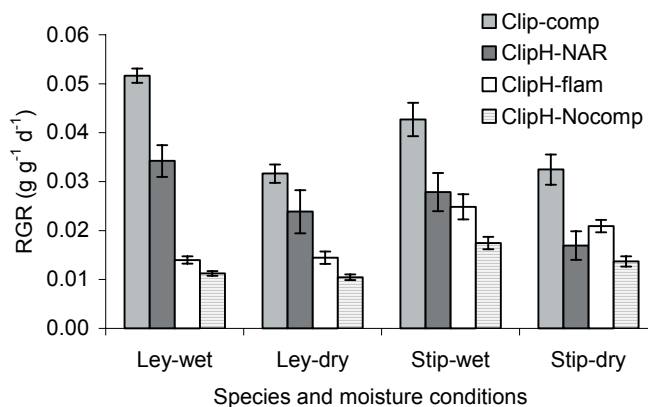 0.06
0.05
0.04
0.03
0.02
0.01
0.00
RGR (g g⁻¹ d⁻¹)
Clip-comp
ClipH-NAR
ClipH-flam
ClipH-Nocomp
Ley-wet Ley-dry Stip-wet Stip-dry
Species and moisture conditions